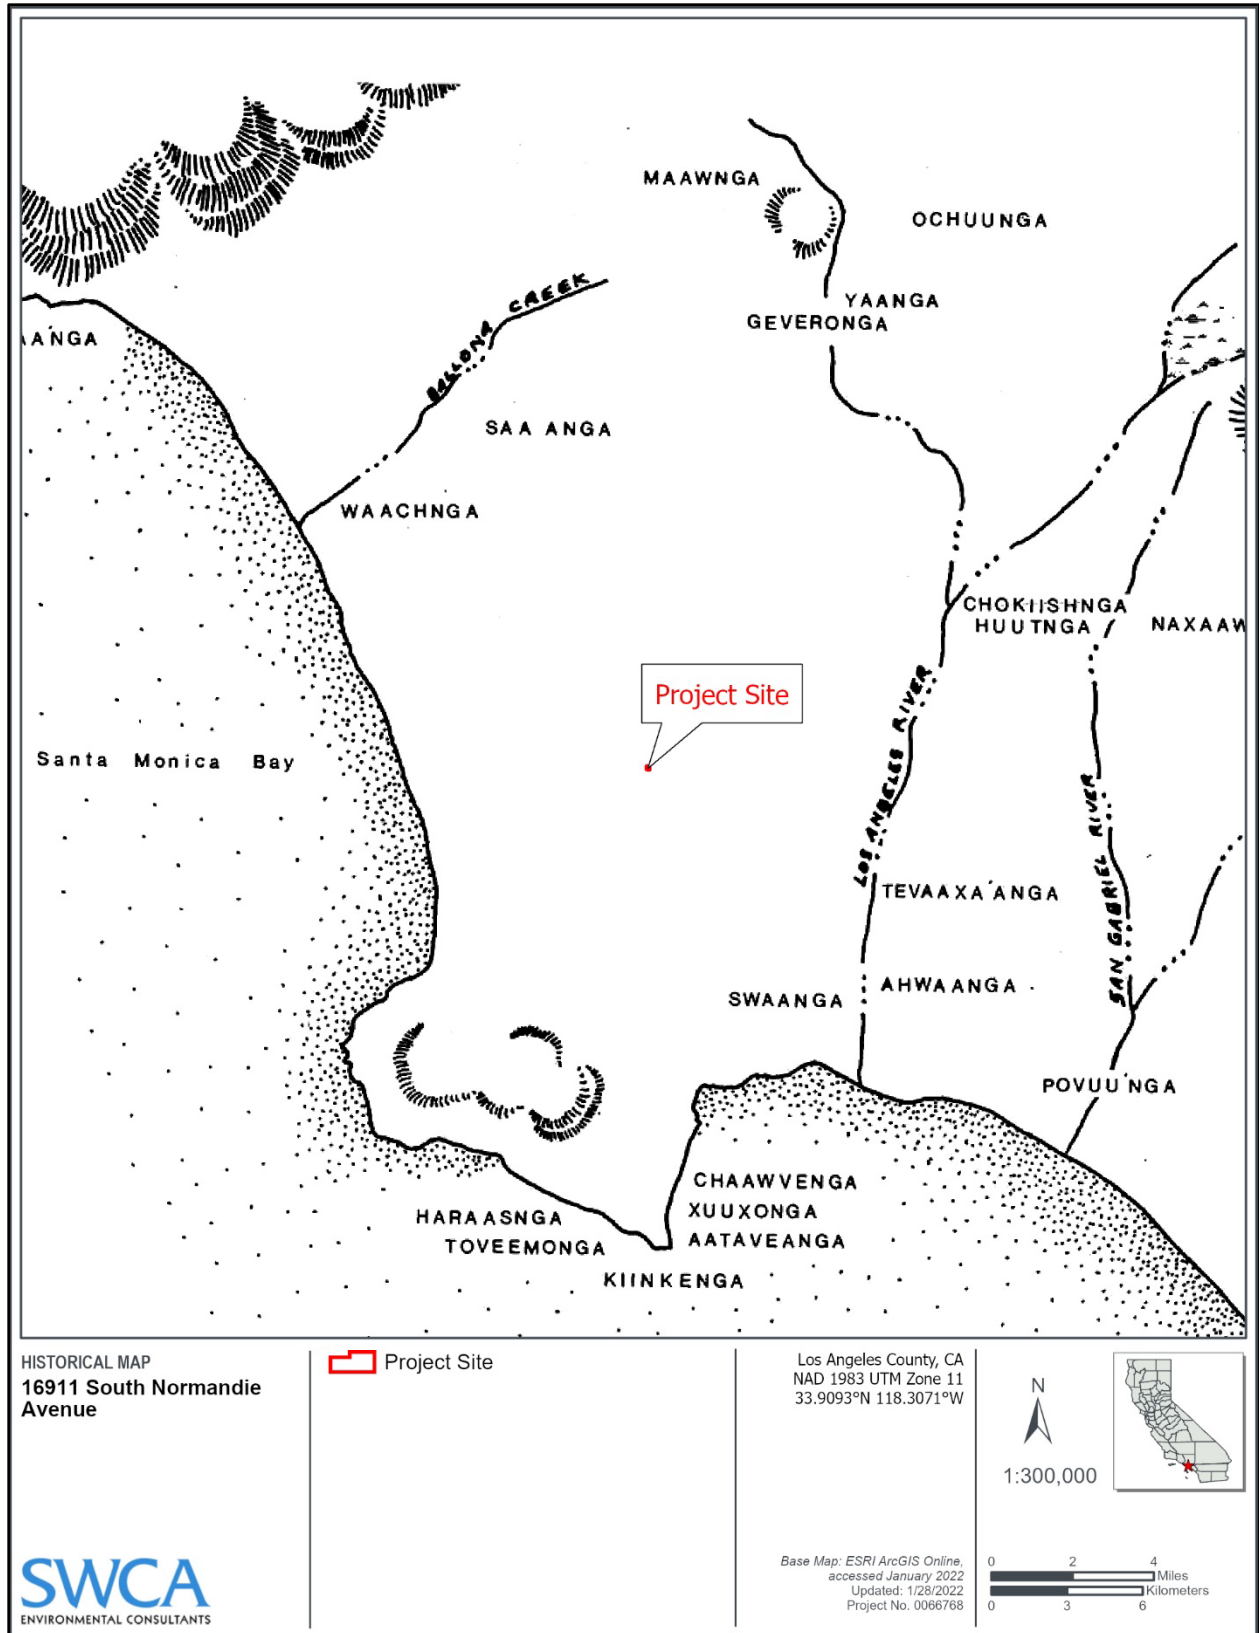 MAAWNGA
OCHUUNGA
YAANGA
GEVERONGA
BALLONA CREEK
AA'NGA
SAA ANGA
WAACHNGA
CHOKIISHNGA
HUUTNGA
NAXAAW
Project Site
LOS ANGELES RIVER
Santa Monica Bay
SAN GABRIEL RIVER
TEVAAXA'ANGA
AHWAANGA
SWAANGA
POVUU'NGA
CHAAWVENGA
XUUXONGA
AATAVEANGA
HARAASNGA
TOVEEMONGA
KIINKENGA
HISTORICAL MAP
16911 South Normandie
Avenue
Project Site
Los Angeles County, CA
NAD 1983 UTM Zone 11
33.9093°N 118.3071°W
N
1:300,000
Base Map: ESRI ArcGIS Online,
accessed January 2022
Updated: 1/28/2022
Project No. 0066768
0 2 4
Miles
Kilometers
0 3 6
SWCA
ENVIRONMENTAL CONSULTANTS